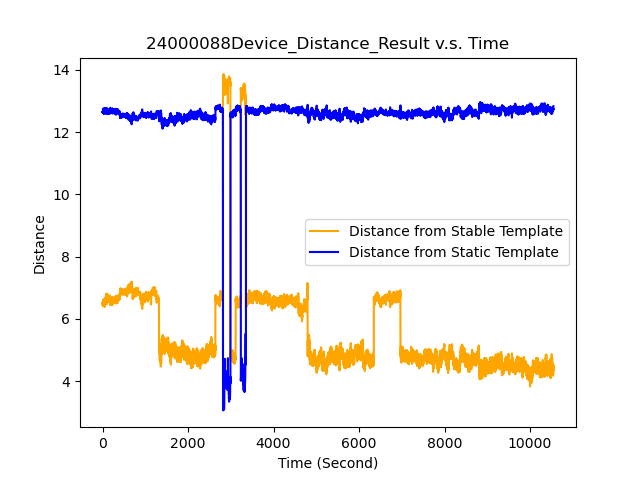 24000088Device_Distance_Result v.s. Time
14
12
10
8
6
4
Distance
Distance from Stable Template
Distance from Static Template
0 2000 4000 6000 8000 10000
Time (Second)